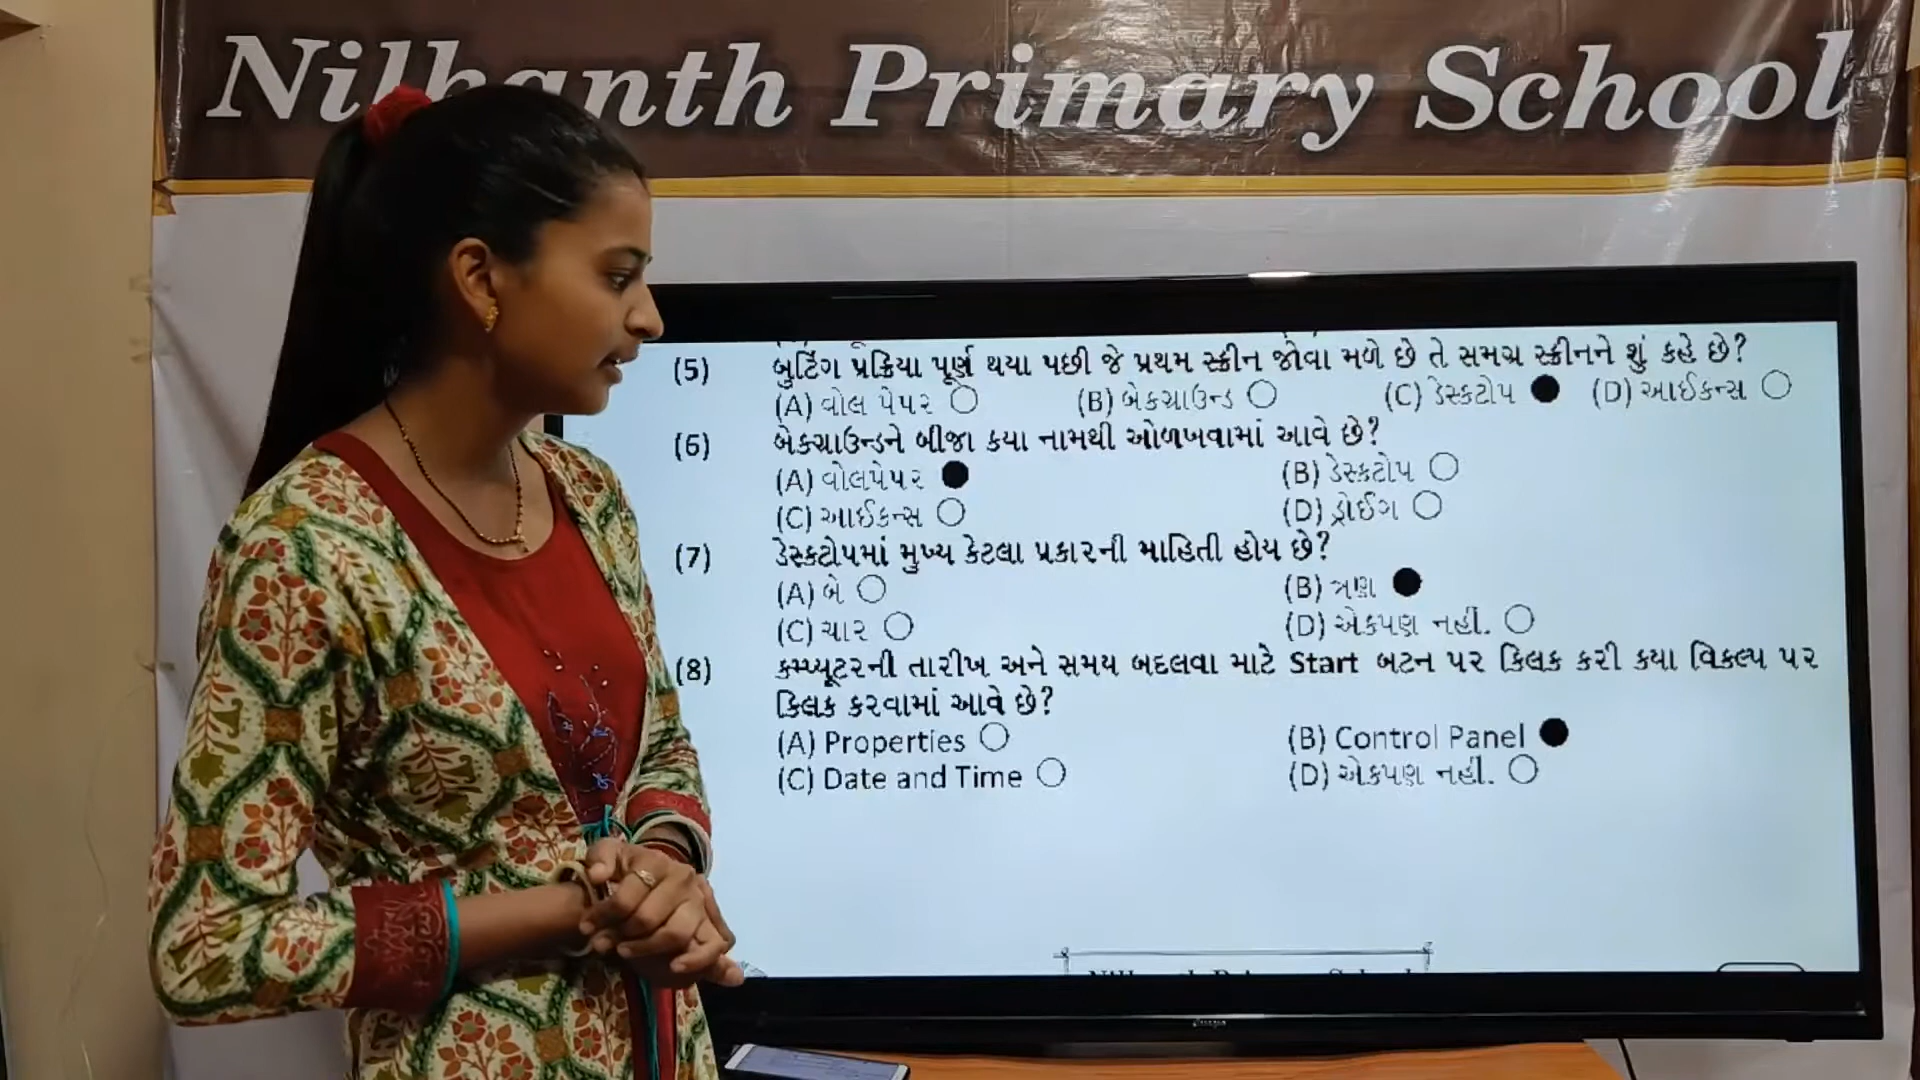 Nilkanth Primary School
(5) બુટિંગ પ્રક્રિયા પૂર્ણ થયા પછી જે પ્રથમ સ્ક્રીન જોવા મળે છે તે સમગ્ર સ્ક્રીનને શું કહે છે?
(A) વોલ પેપર (B) બેકગ્રાઉન્ડ (C) ડેસ્કટોપ (D) આઈકન્સ
(6) બેકગ્રાઉન્ડને બીજા કયા નામથી ઓળખવામાં આવે છે?
(A) વોલપેપર (B) ડેસ્કટોપ
(C) આઈકન્સ (D) ડ્રોઈંગ
(7) ડેસ્કટોપમાં મુખ્ય કેટલા પ્રકારની માહિતી હોય છે?
(A) બે (B) ત્રણ
(C) ચાર (D) એકપણ નહી.
(8) કમ્પ્યૂટરની તારીખ અને સમય બદલવા માટે Start બટન પર ક્લિક કરી કયા વિકલ્પ પર
ક્લિક કરવામાં આવે છે?
(A) Properties (B) Control Panel
(C) Date and Time (D) એકપણ નહી.